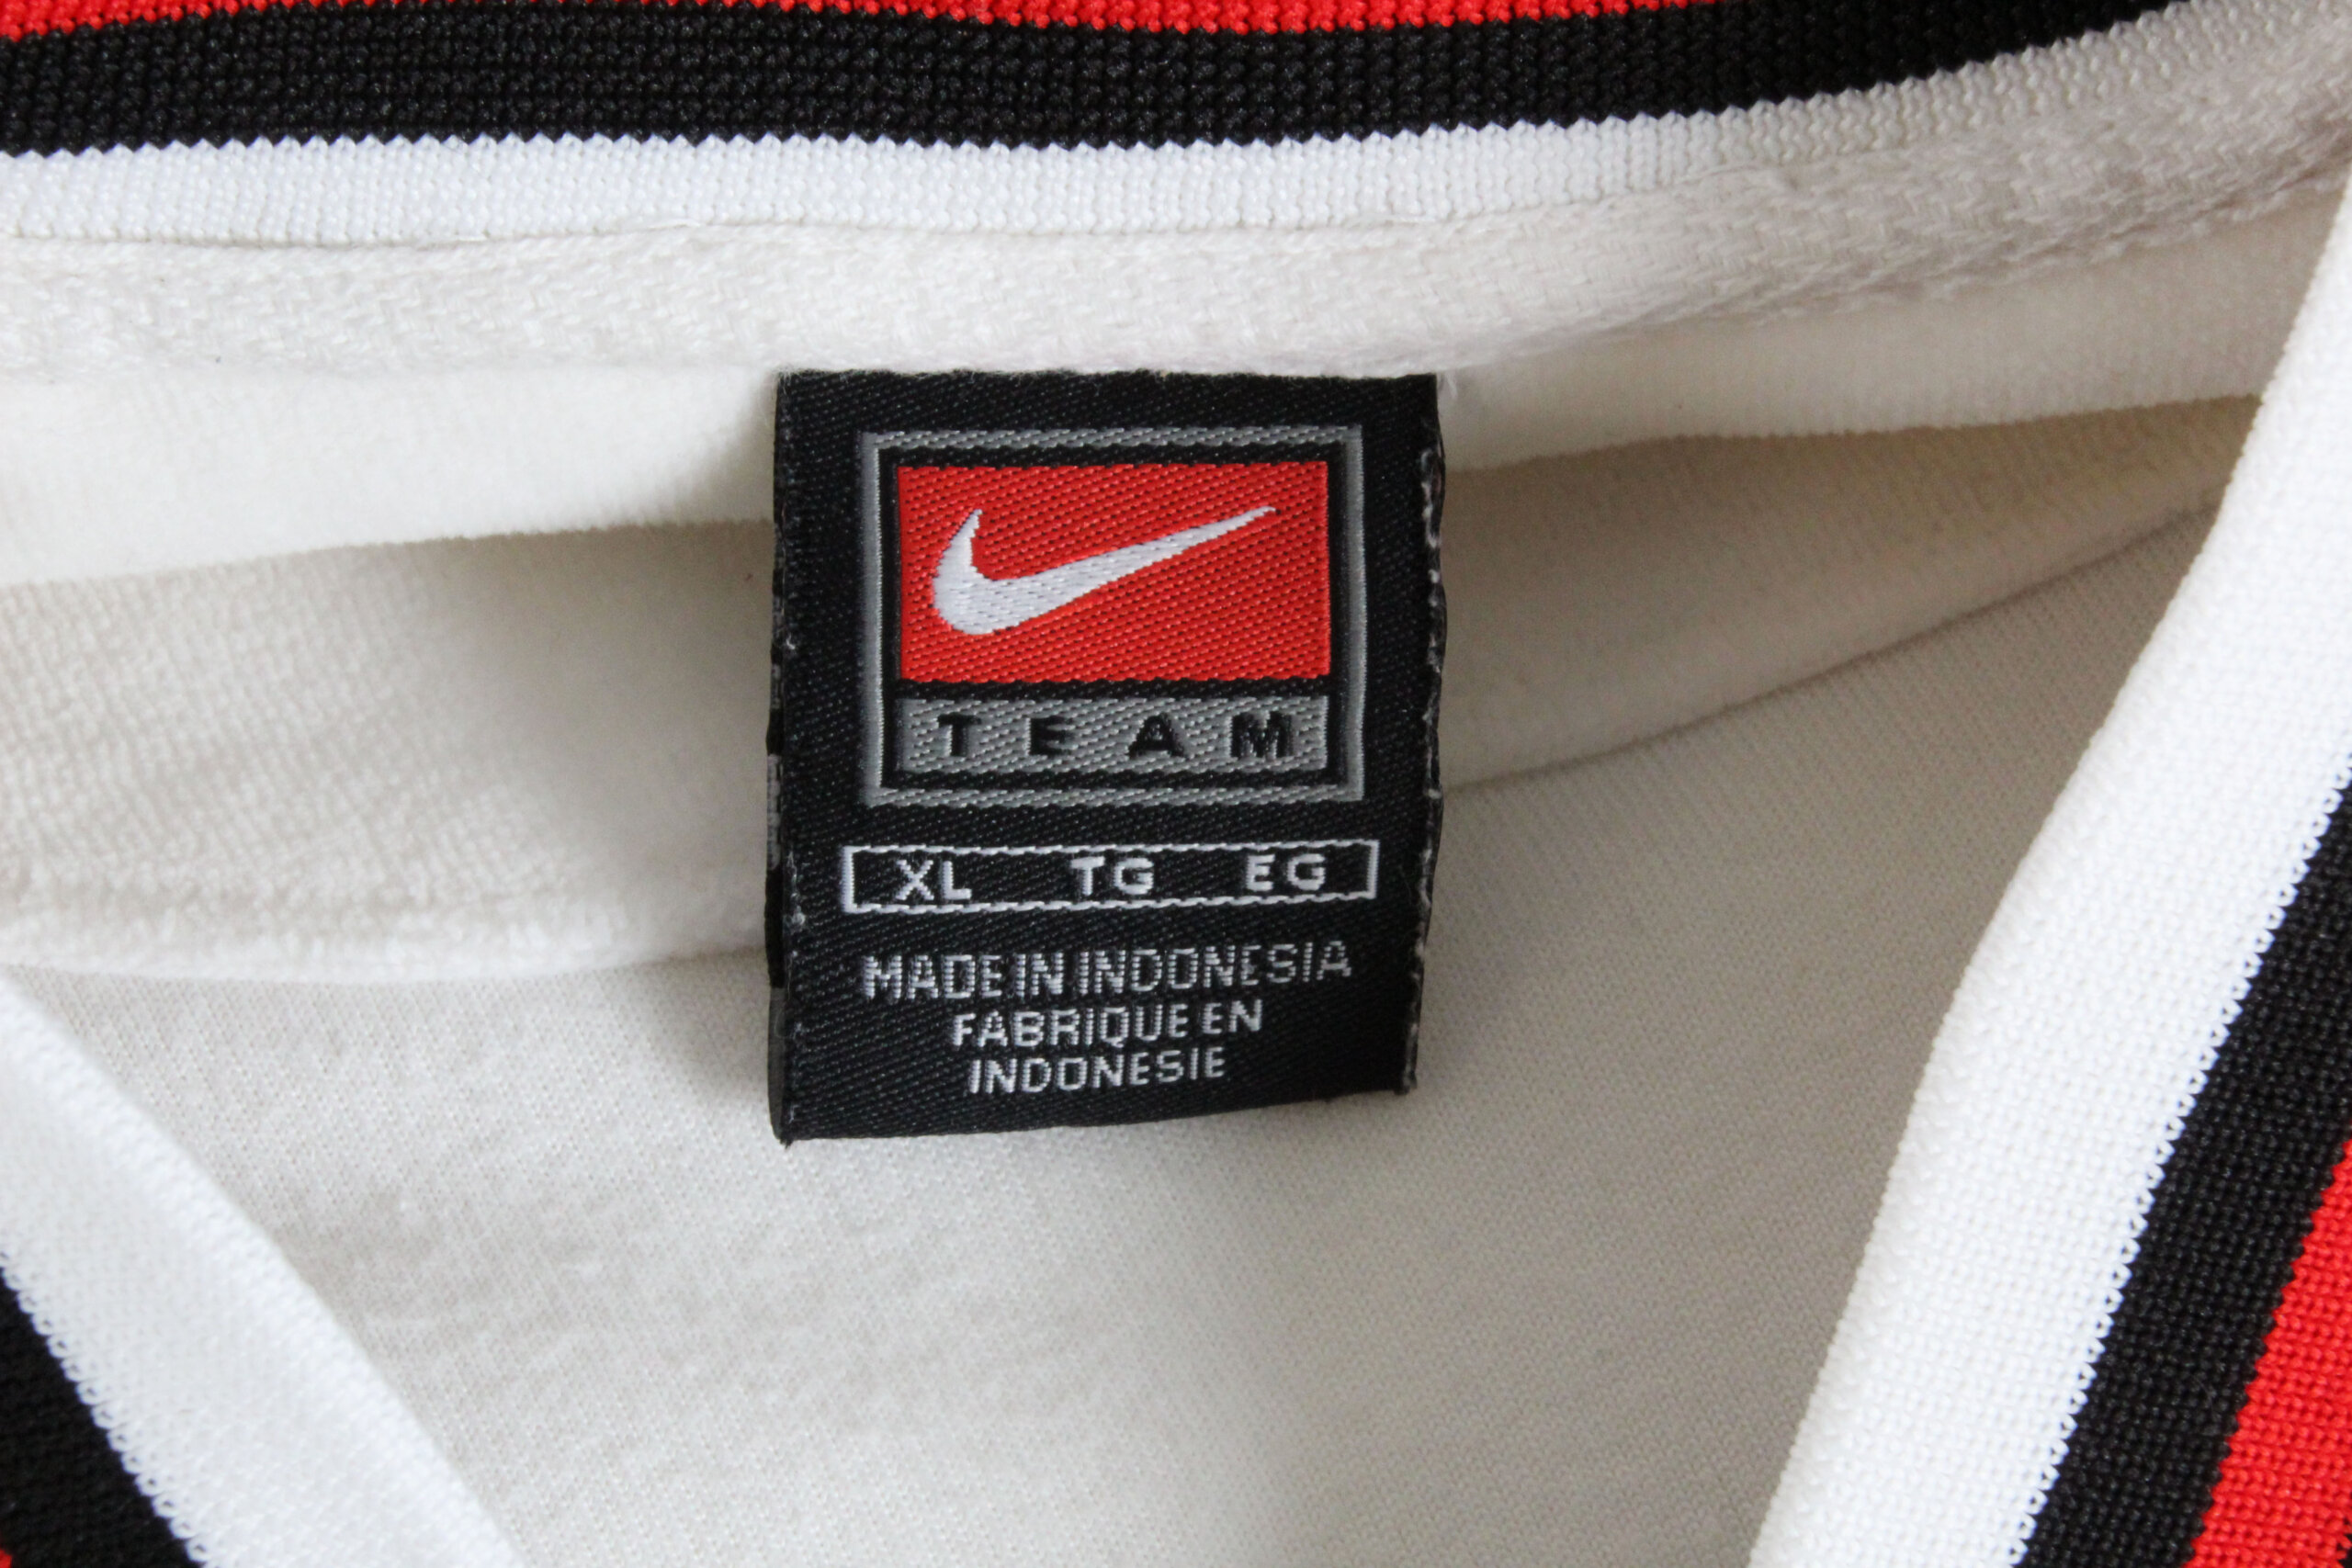 TEAM
XL TG EG
MADE IN INDONESIA
FABRIQUE EN
INDONESIE